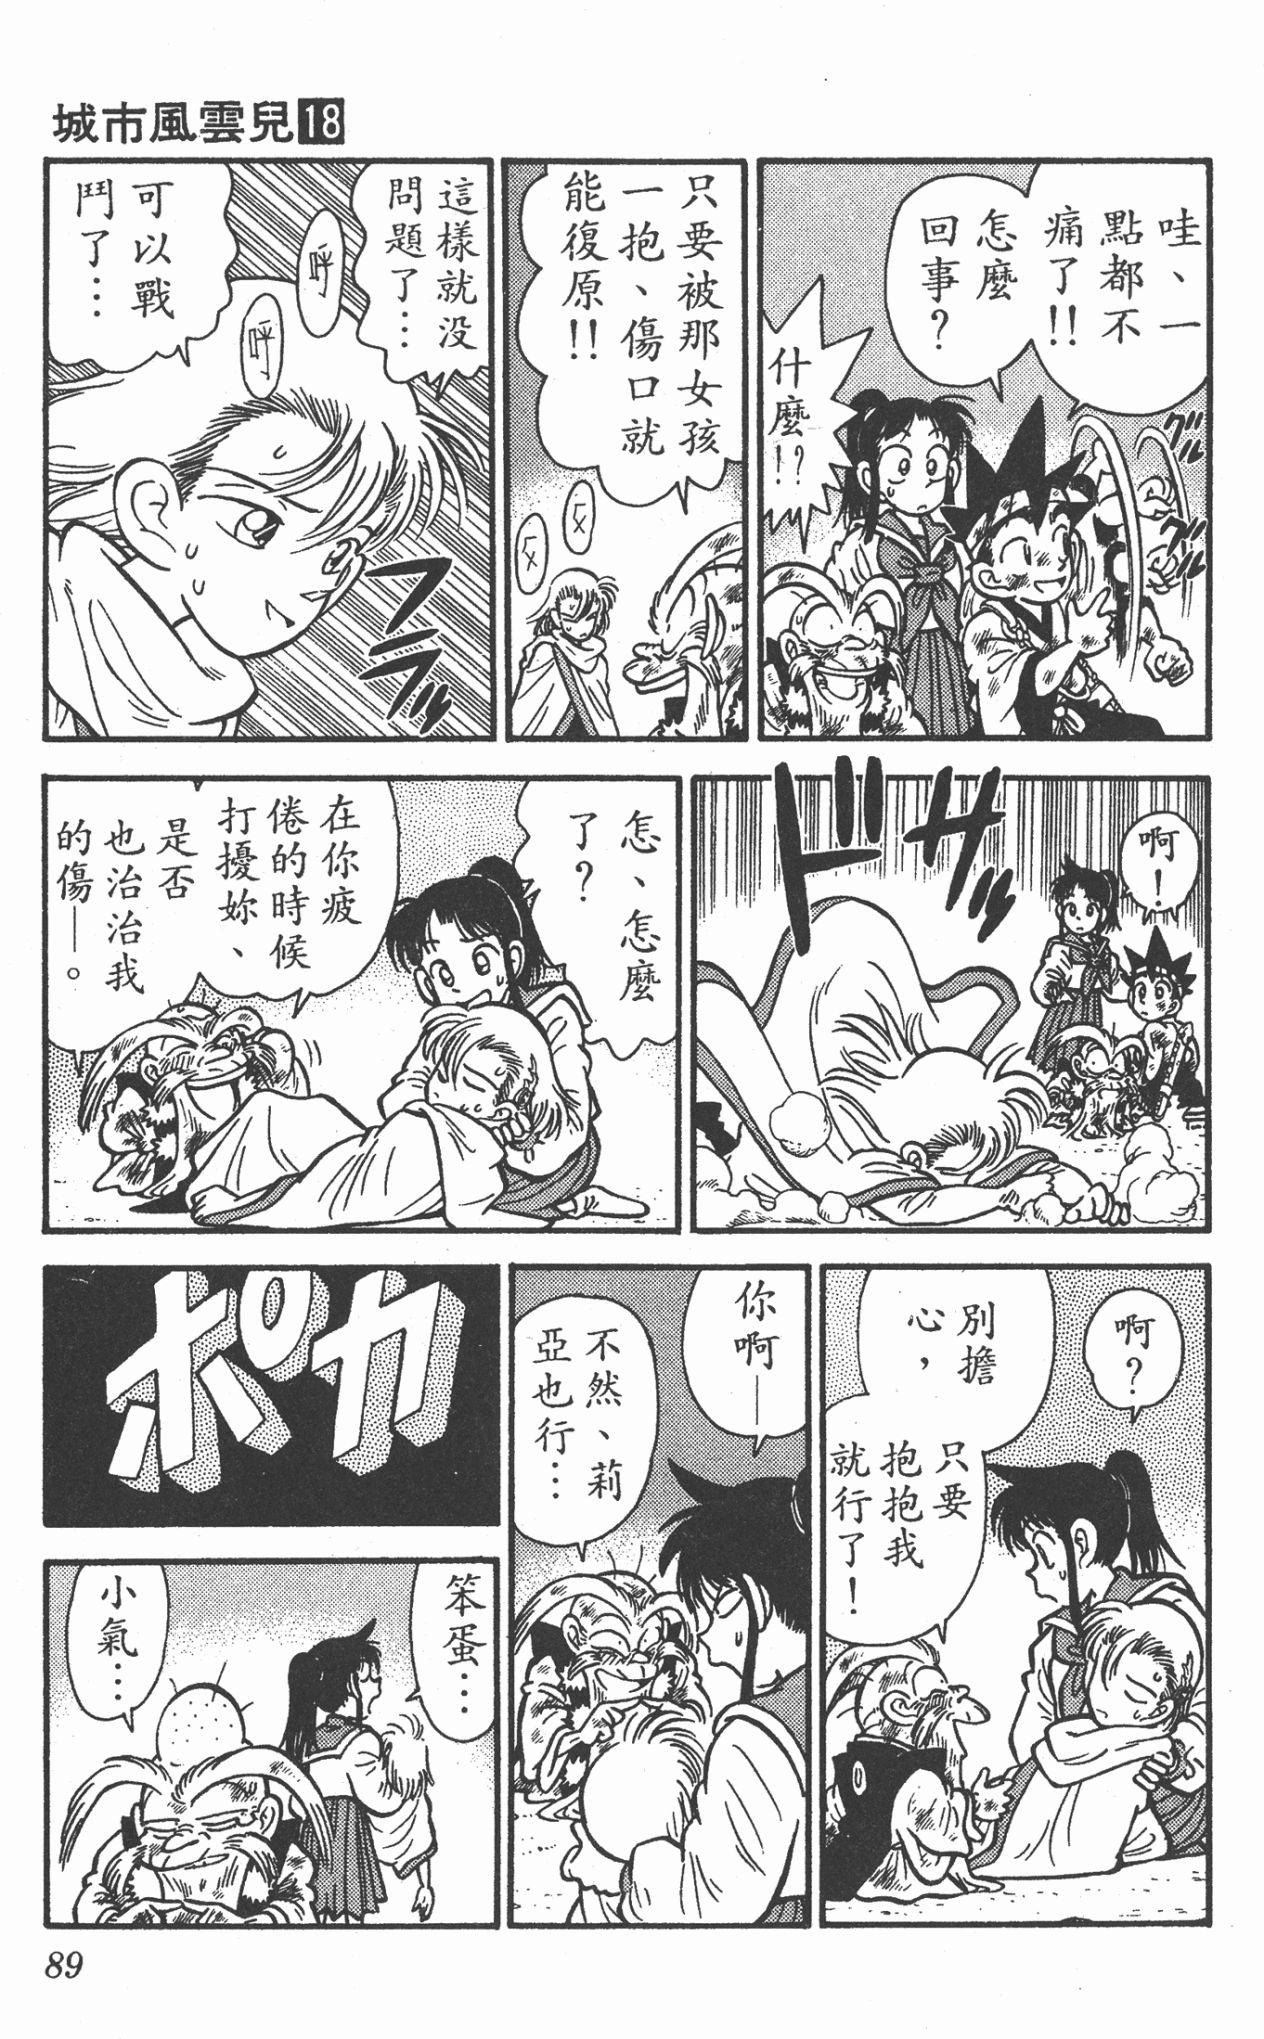 城市風雲兒18
哇、一
點都不
痛了!!
怎麼
回事?
什麼!?
只要被那女孩
一抱、傷口就
能復原!!
這樣就没
問題了…
呼
呼
可以戰
鬥了…
啊!
ドサッ
怎、怎麼
了?
在你疲
倦的時候
打擾妳、
是否
也治治我
的傷——。
啊?
別擔
心，
只要
抱抱我
就行了!
你啊—
不然、莉
亞也行…
ポカ
笨蛋…
小氣…
89